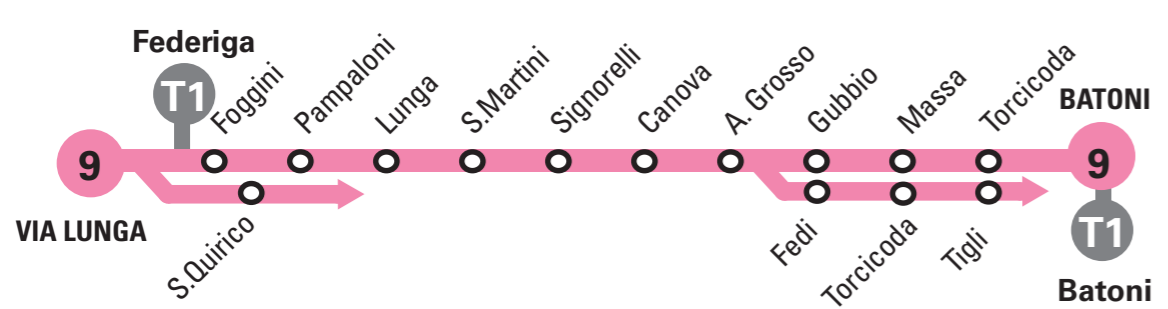 Federiga
T1
Foggini
Pampaloni
Lunga
S.Martini
Signorelli
Canova
A. Grosso
Gubbio
Massa
Torcicoda
BATONI
9
9
VIA LUNGA
S.Quirico
Fedi
Torcicoda
Tigli
T1
Batoni